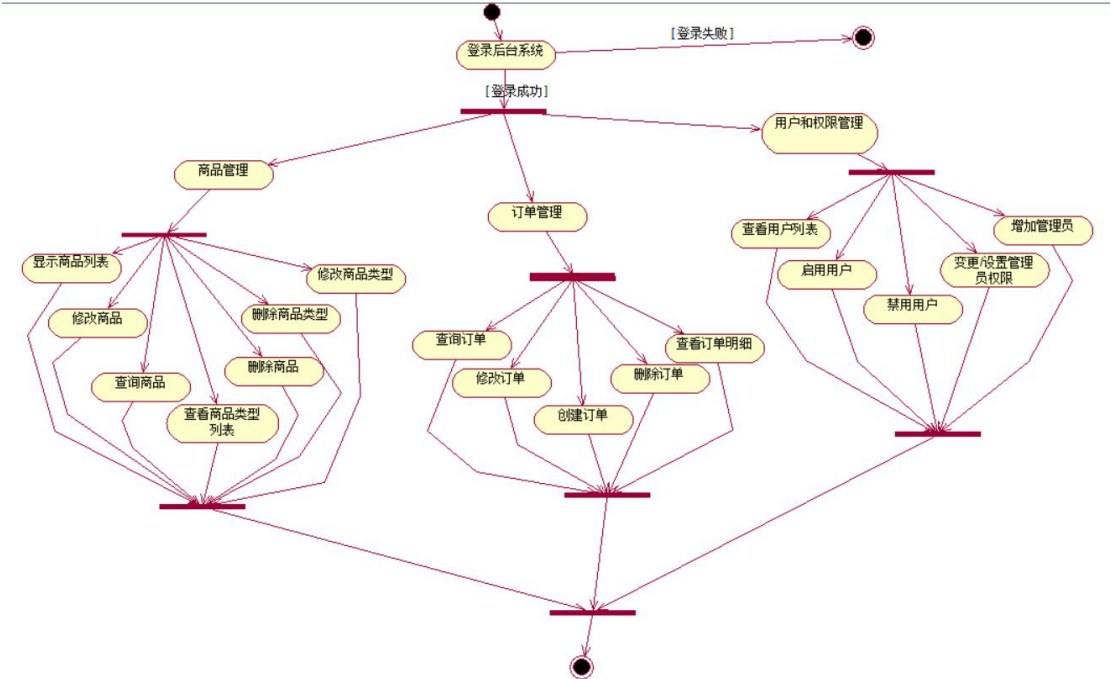 [登录失败]
登录后台系统
[登录成功]
用户和权限管理
商品管理
订单管理
查看用户列表
增加管理员
显示商品列表
修改商品类型
启用用户
变更/设置管理
员权限
禁用用户
修改商品
删除商品类型
查询订单
查看订单明细
查询商品
删除商品
修改订单
删除订单
查看商品类型
列表
创建订单